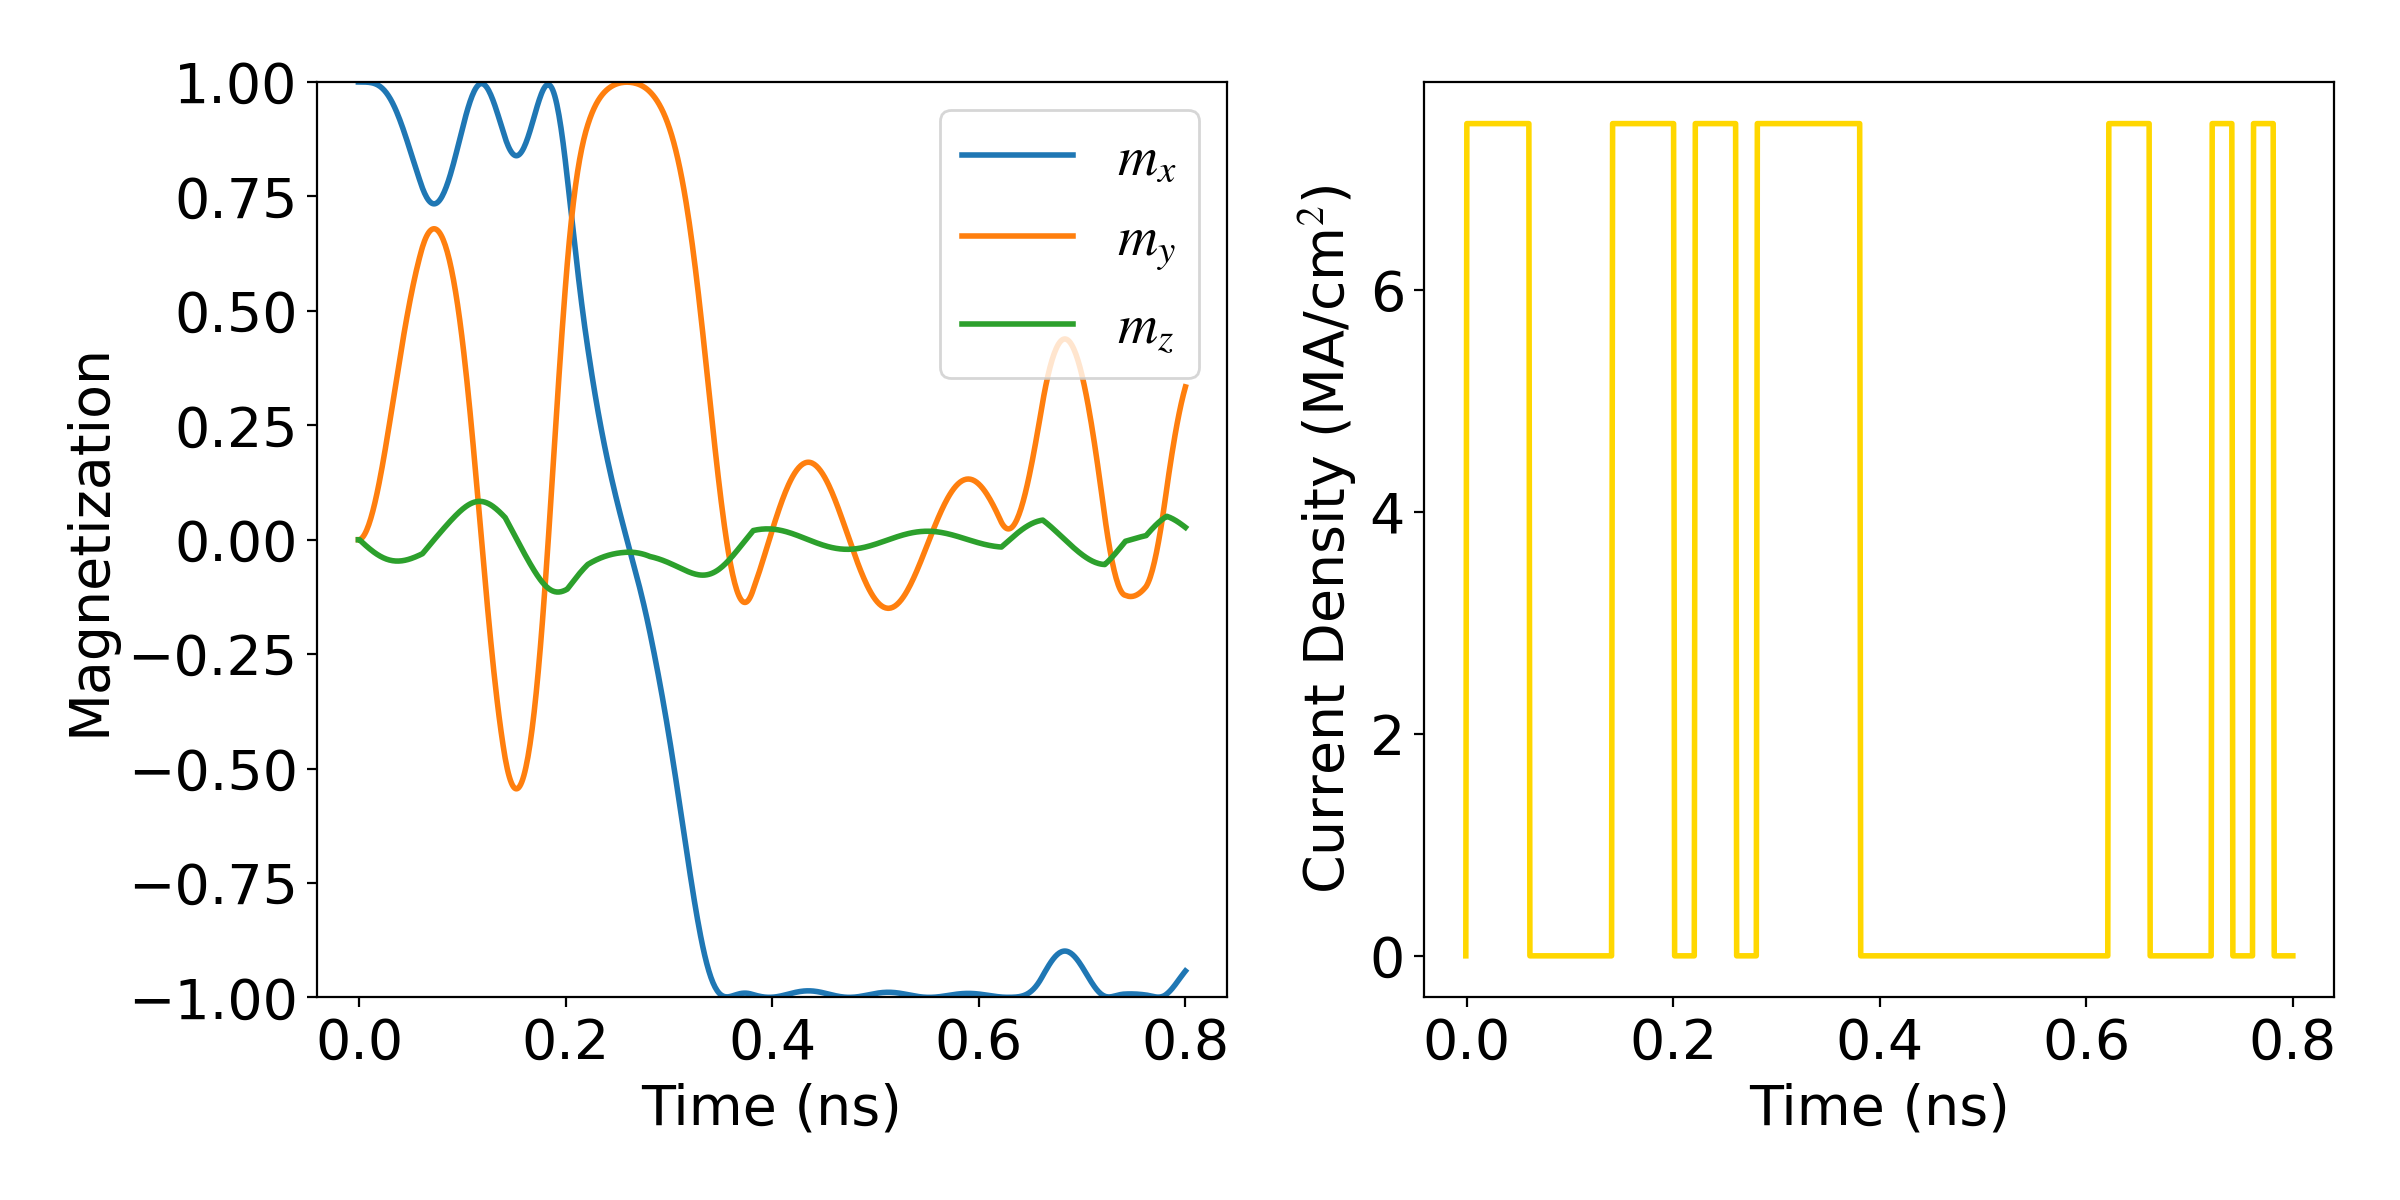 1.00
0.75
0.50
0.25
0.00
−0.25
−0.50
−0.75
−1.00
Magnetization
0.0 0.2 0.4 0.6 0.8
Time (ns)
m_x
m_y
m_z
6
4
2
0
Current Density (MA/cm²)
0.0 0.2 0.4 0.6 0.8
Time (ns)